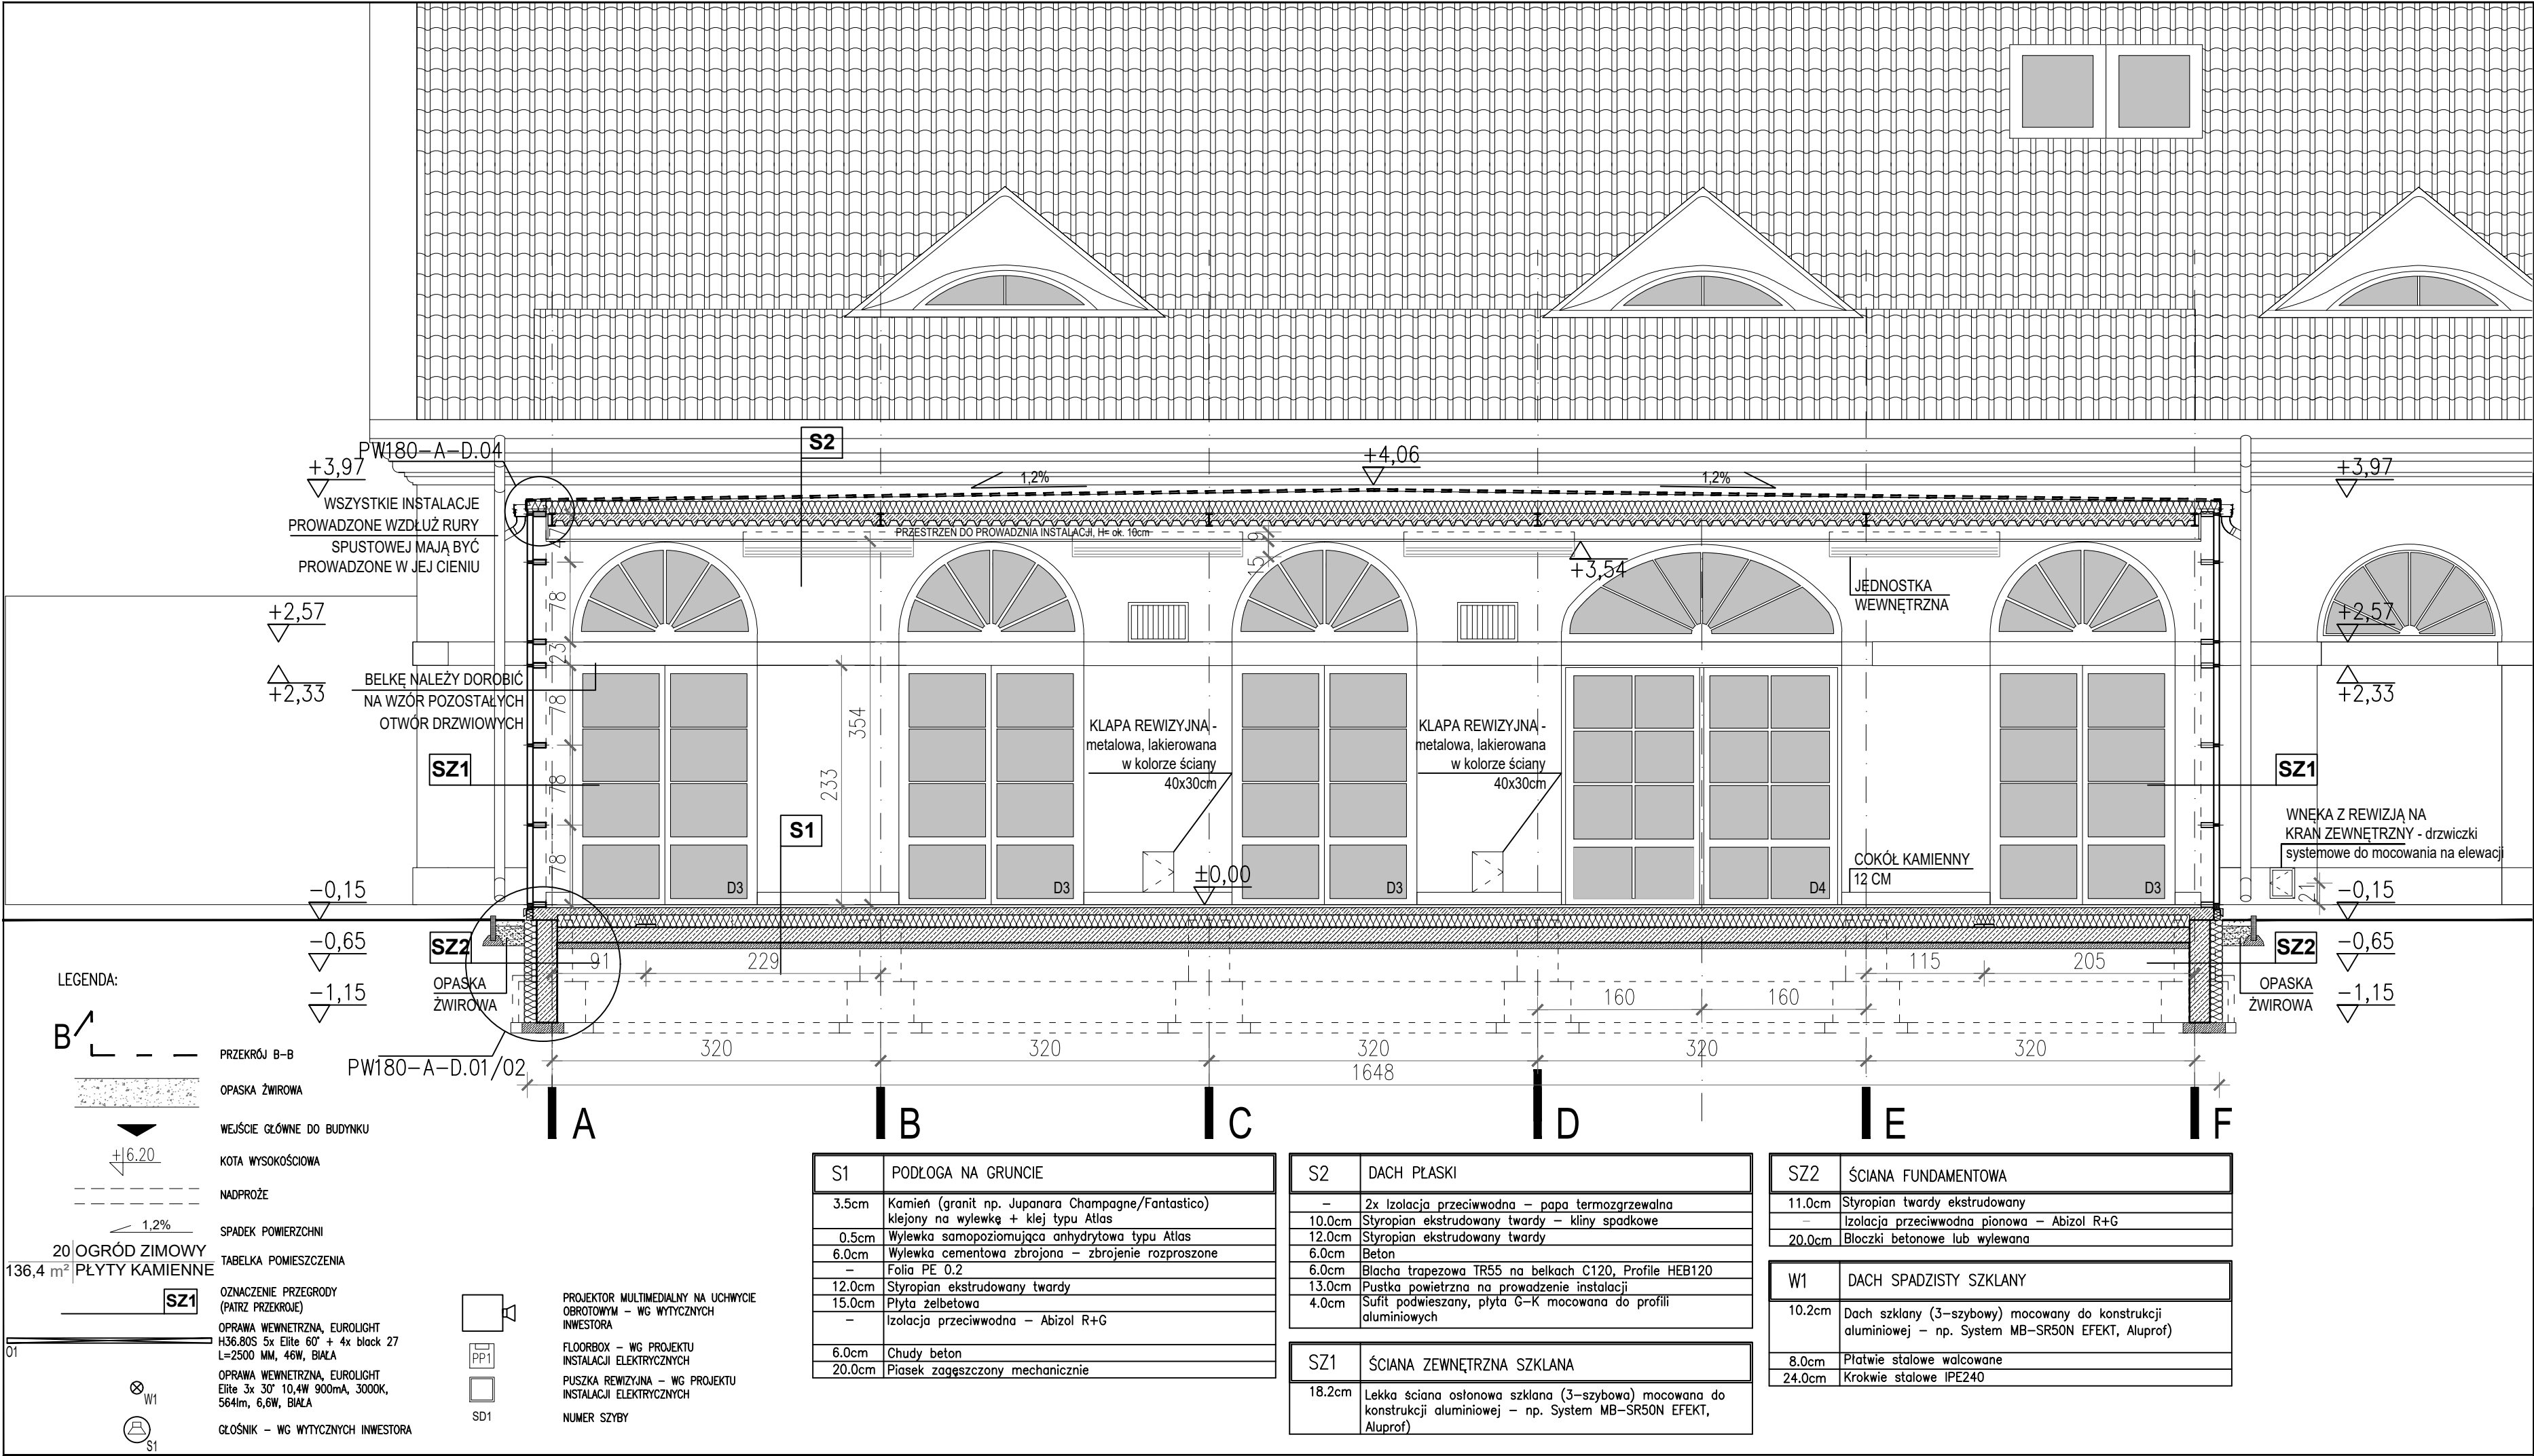 PW180-A-D.04
S2
+3,97
+4,06
+3,97
1,2%
1,2%
WSZYSTKIE INSTALACJE
PROWADZONE WZDŁUŻ RURY
SPUSTOWEJ MAJĄ BYĆ
PROWADZONE W JEJ CIENIU
PRZESTRZEŃ DO PROWADZNIA INSTALACJI, H= ok. 10cm
9
15
+3,54
JEDNOSTKA
WEWNĘTRZNA
78
+2,57
+2,57
23
+2,33
+2,33
BELKĘ NALEŻY DOROBIĆ
NA WZÓR POZOSTAŁYCH
OTWÓR DRZWIOWYCH
78
354
233
KLAPA REWIZYJNA -
metalowa, lakierowana
w kolorze ściany
40x30cm
KLAPA REWIZYJNA -
metalowa, lakierowana
w kolorze ściany
40x30cm
SZ1
SZ1
78
S1
WNĘKA Z REWIZJĄ NA
KRAN ZEWNĘTRZNY - drzwiczki
systemowe do mocowania na elewacji
78
COKÓŁ KAMIENNY
12 CM
D3
D3
D3
D4
D3
±0,00
21
-0,15
-0,15
-0,65
SZ2
SZ2
-0,65
91
229
115
205
OPASKA
ŻWIROWA
OPASKA
ŻWIROWA
-1,15
-1,15
160
160
PW180-A-D.01/02
320
320
320
320
320
1648
A
B
C
D
E
F
LEGENDA:
B
PRZEKRÓJ B-B
OPASKA ŻWIROWA
WEJŚCIE GŁÓWNE DO BUDYNKU
+6.20
KOTA WYSOKOŚCIOWA
NADPROŻE
1,2%
SPADEK POWIERZCHNI
20 OGRÓD ZIMOWY
136,4 m² PŁYTY KAMIENNE
TABELKA POMIESZCZENIA
SZ1
OZNACZENIE PRZEGRODY
(PATRZ PRZEKROJE)
01
OPRAWA WEWNĘTRZNA, EUROLIGHT
H36.80S 5x Elite 60° + 4x black 27
L=2500 MM, 46W, BIAŁA
W1
OPRAWA WEWNĘTRZNA, EUROLIGHT
Elite 3x 30° 10,4W 900mA, 3000K,
564lm, 6,6W, BIAŁA
S1
GŁOŚNIK - WG WYTYCZNYCH INWESTORA
PROJEKTOR MULTIMEDIALNY NA UCHWYCIE
OBROTOWYM - WG WYTYCZNYCH
INWESTORA
PP1
FLOORBOX - WG PROJEKTU
INSTALACJI ELEKTRYCZNYCH
PUSZKA REWIZYJNA - WG PROJEKTU
INSTALACJI ELEKTRYCZNYCH
SD1
NUMER SZYBY
S1 PODŁOGA NA GRUNCIE
3.5cm Kamień (granit np. Jupanara Champagne/Fantastico)
klejony na wylewkę + klej typu Atlas
0.5cm Wylewka samopoziomująca anhydrytowa typu Atlas
6.0cm Wylewka cementowa zbrojona - zbrojenie rozproszone
- Folia PE 0.2
12.0cm Styropian ekstrudowany twardy
15.0cm Płyta żelbetowa
- Izolacja przeciwwodna - Abizol R+G
6.0cm Chudy beton
20.0cm Piasek zagęszczony mechanicznie
S2 DACH PŁASKI
- 2x Izolacja przeciwwodna - papa termozgrzewalna
10.0cm Styropian ekstrudowany twardy - kliny spadkowe
12.0cm Styropian ekstrudowany twardy
6.0cm Beton
6.0cm Blacha trapezowa TR55 na belkach C120, Profile HEB120
13.0cm Pustka powietrzna na prowadzenie instalacji
4.0cm Sufit podwieszany, płyta G-K mocowana do profili
aluminiowych
SZ1 ŚCIANA ZEWNĘTRZNA SZKLANA
18.2cm Lekka ściana osłonowa szklana (3-szybowa) mocowana do
konstrukcji aluminiowej - np. System MB-SR50N EFEKT,
Aluprof)
SZ2 ŚCIANA FUNDAMENTOWA
11.0cm Styropian twardy ekstrudowany
- Izolacja przeciwwodna pionowa - Abizol R+G
20.0cm Bloczki betonowe lub wylewana
W1 DACH SPADZISTY SZKLANY
10.2cm Dach szklany (3-szybowy) mocowany do konstrukcji
aluminiowej - np. System MB-SR50N EFEKT, Aluprof)
8.0cm Płatwie stalowe walcowane
24.0cm Krokwie stalowe IPE240